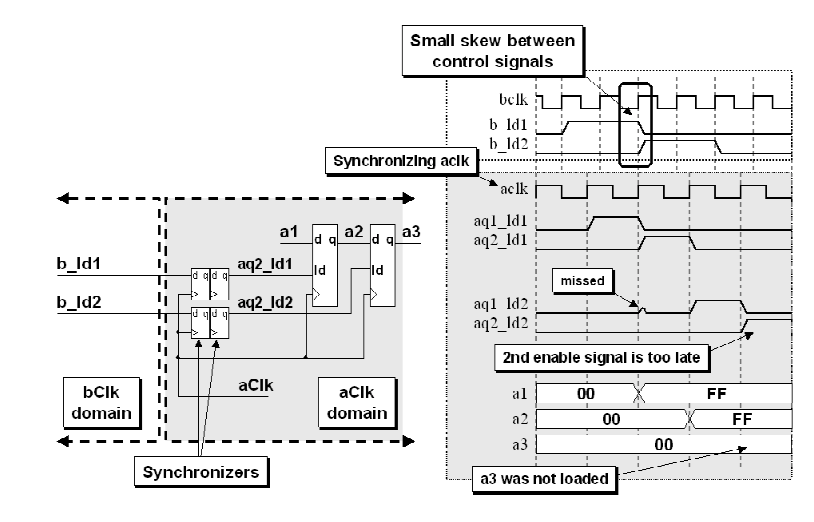 Small skew between
control signals
bclk
b_ld1
b_ld2
Synchronizing aclk
aclk
a1
a2
a3
d q
d q
aq1_ld1
aq2_ld1
b_ld1
aq2_ld1
ld
ld
d q
d q
missed
b_ld2
aq2_ld2
d q
d q
aq1_ld2
aq2_ld2
2nd enable signal is too late
aClk
bClk
domain
aClk
domain
a1
00
FF
a2
00
FF
a3
00
Synchronizers
a3 was not loaded